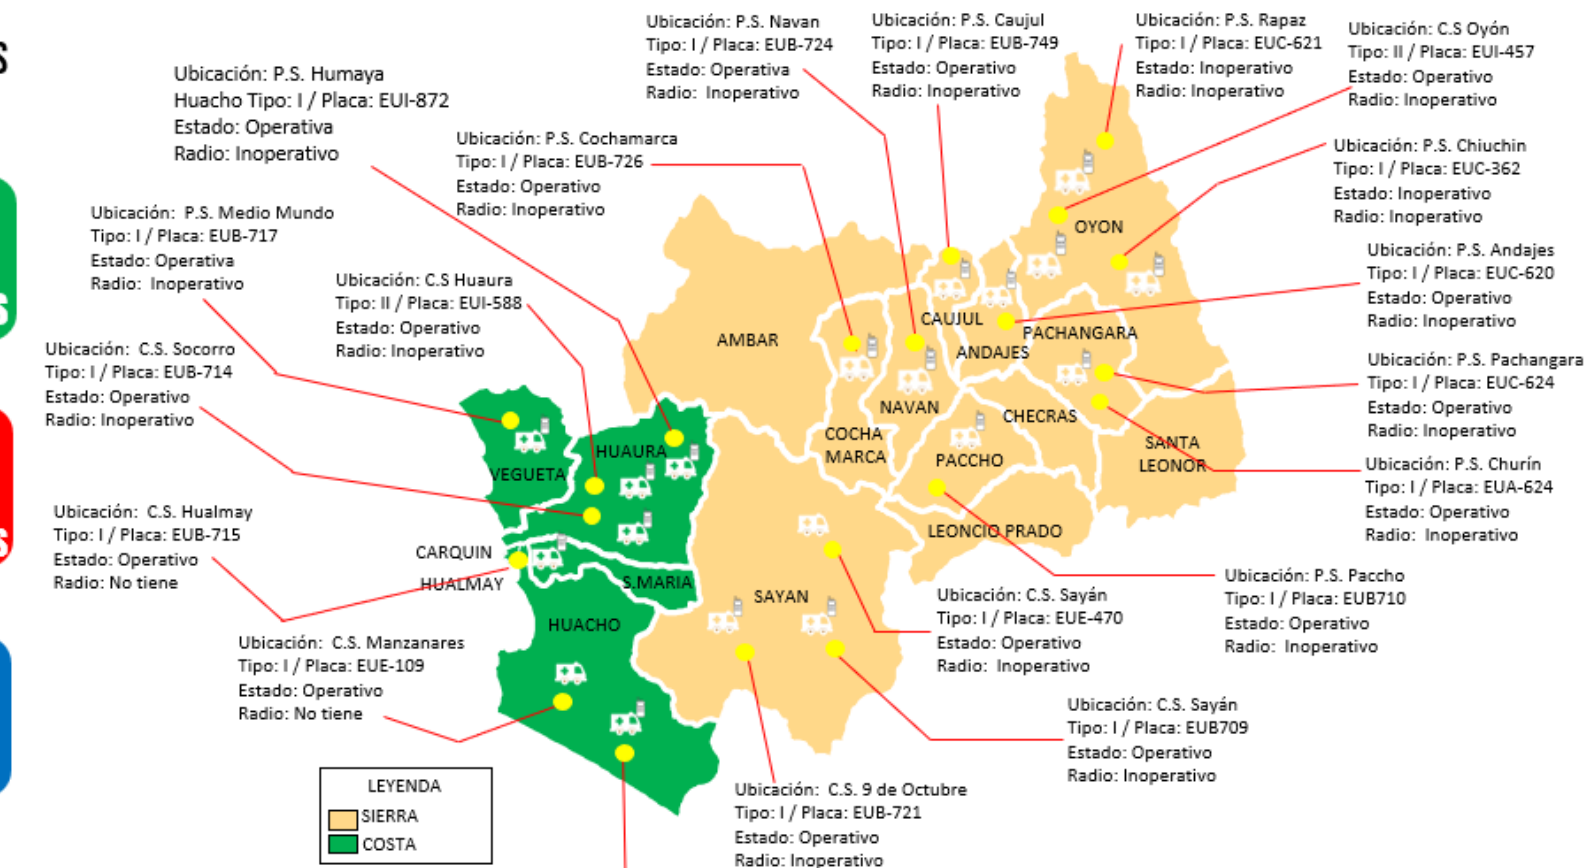 S
S
S
Ubicación: P.S. Humaya
Huacho Tipo: I / Placa: EUI-872
Estado: Operativa
Radio: Inoperativo
Ubicación: P.S. Navan
Tipo: I / Placa: EUB-724
Estado: Operativa
Radio: Inoperativo
Ubicación: P.S. Caujul
Tipo: I / Placa: EUB-749
Estado: Operativo
Radio: Inoperativo
Ubicación: P.S. Rapaz
Tipo: I / Placa: EUC-621
Estado: Inoperativo
Radio: Inoperativo
Ubicación: C.S Oyón
Tipo: II / Placa: EUI-457
Estado: Operativo
Radio: Inoperativo
Ubicación: P.S. Cochamarca
Tipo: I / Placa: EUB-726
Estado: Operativo
Radio: Inoperativo
Ubicación: P.S. Chiuchin
Tipo: I / Placa: EUC-362
Estado: Inoperativo
Radio: Inoperativo
Ubicación: P.S. Medio Mundo
Tipo: I / Placa: EUB-717
Estado: Operativa
Radio: Inoperativo
Ubicación: C.S Huaura
Tipo: II / Placa: EUI-588
Estado: Operativo
Radio: Inoperativo
Ubicación: P.S. Andajes
Tipo: I / Placa: EUC-620
Estado: Operativo
Radio: Inoperativo
Ubicación: C.S. Socorro
Tipo: I / Placa: EUB-714
Estado: Operativo
Radio: Inoperativo
Ubicación: P.S. Pachangara
Tipo: I / Placa: EUC-624
Estado: Operativo
Radio: Inoperativo
Ubicación: P.S. Churín
Tipo: I / Placa: EUA-624
Estado: Operativo
Radio: Inoperativo
Ubicación: C.S. Hualmay
Tipo: I / Placa: EUB-715
Estado: Operativo
Radio: No tiene
Ubicación: P.S. Paccho
Tipo: I / Placa: EUB710
Estado: Operativo
Radio: Inoperativo
Ubicación: C.S. Sayán
Tipo: I / Placa: EUE-470
Estado: Operativo
Radio: Inoperativo
Ubicación: C.S. Manzanares
Tipo: I / Placa: EUE-109
Estado: Operativo
Radio: No tiene
Ubicación: C.S. Sayán
Tipo: I / Placa: EUB709
Estado: Operativo
Radio: Inoperativo
Ubicación: C.S. 9 de Octubre
Tipo: I / Placa: EUB-721
Estado: Operativo
Radio: Inoperativo
OYON
AMBAR
CAUJUL
PACHANGARA
ANDAJES
NAVAN
CHECRAS
COCHA
MARCA
PACCHO
SANTA
LEONOR
HUAURA
VEGUETA
LEONCIO PRADO
CARQUIN
HUALMAY
S.MARIA
SAYAN
HUACHO
LEYENDA
SIERRA
COSTA